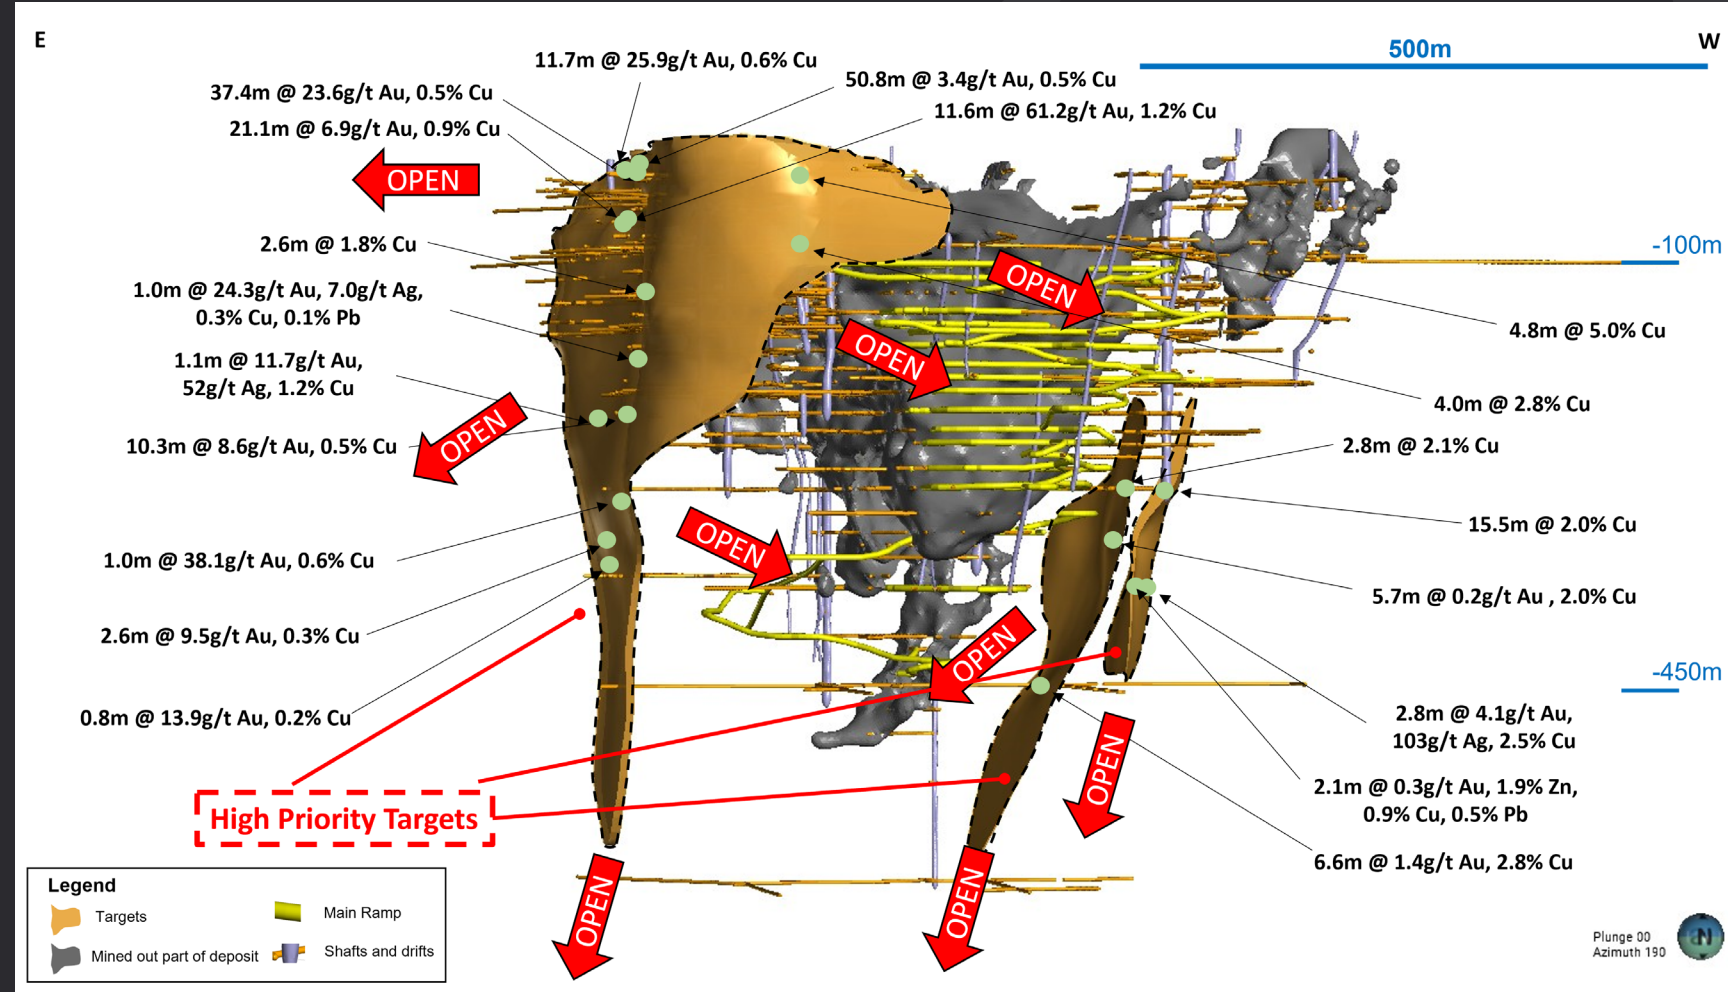 E
W
500m
11.7m @ 25.9g/t Au, 0.6% Cu
50.8m @ 3.4g/t Au, 0.5% Cu
37.4m @ 23.6g/t Au, 0.5% Cu
11.6m @ 61.2g/t Au, 1.2% Cu
21.1m @ 6.9g/t Au, 0.9% Cu
OPEN
2.6m @ 1.8% Cu
-100m
OPEN
1.0m @ 24.3g/t Au, 7.0g/t Ag,
0.3% Cu, 0.1% Pb
4.8m @ 5.0% Cu
OPEN
1.1m @ 11.7g/t Au,
52g/t Ag, 1.2% Cu
4.0m @ 2.8% Cu
OPEN
10.3m @ 8.6g/t Au, 0.5% Cu
2.8m @ 2.1% Cu
15.5m @ 2.0% Cu
OPEN
1.0m @ 38.1g/t Au, 0.6% Cu
5.7m @ 0.2g/t Au , 2.0% Cu
2.6m @ 9.5g/t Au, 0.3% Cu
OPEN
-450m
0.8m @ 13.9g/t Au, 0.2% Cu
2.8m @ 4.1g/t Au,
103g/t Ag, 2.5% Cu
OPEN
2.1m @ 0.3g/t Au, 1.9% Zn,
0.9% Cu, 0.5% Pb
High Priority Targets
6.6m @ 1.4g/t Au, 2.8% Cu
OPEN
OPEN
Legend
Targets
Main Ramp
Mined out part of deposit
Shafts and drifts
Plunge 00
Azimuth 190
N